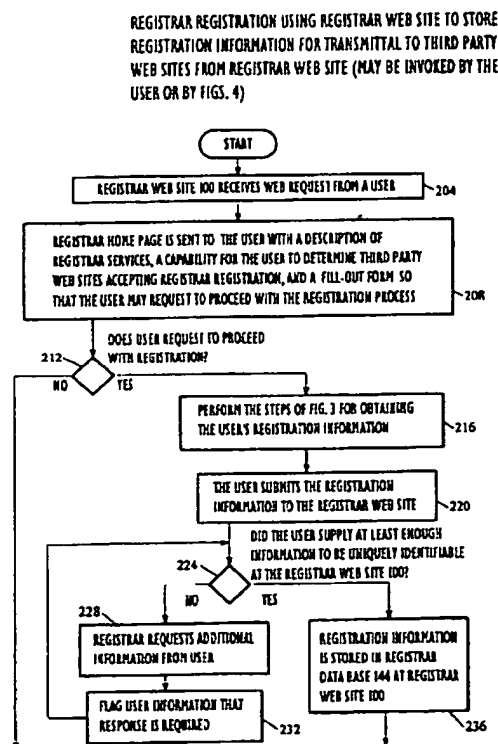 REGISTRAR REGISTRATION USING REGISTRAR WEB SITE TO STORE
REGISTRATION INFORMATION FOR TRANSMITTAL TO THIRD PARTY
WEB SITES FROM REGISTRAR WEB SITE (MAY BE INVOKED BY THE
USER OR BY FIGS. 4)
START
REGISTRAR WEB SITE 100 RECEIVES WEB REQUEST FROM A USER
204
REGISTRAR HOME PAGE IS SENT TO THE USER WITH A DESCRIPTION OF
REGISTRAR SERVICES, A CAPABILITY FOR THE USER TO DETERMINE THIRD PARTY
WEB SITES ACCEPTING REGISTRAR REGISTRATION, AND A FILL-OUT FORM SO
THAT THE USER MAY REQUEST TO PROCEED WITH THE REGISTRATION PROCESS
208
DOES USER REQUEST TO PROCEED
WITH REGISTRATION?
212
NO
YES
PERFORM THE STEPS OF FIG. 3 FOR OBTAINING
THE USER'S REGISTRATION INFORMATION
216
THE USER SUBMITS THE REGISTRATION
INFORMATION TO THE REGISTRAR WEB SITE
220
DID THE USER SUPPLY AT LEAST ENOUGH
INFORMATION TO BE UNIQUELY IDENTIFIABLE
AT THE REGISTRAR WEB SITE 100?
224
NO
YES
228
REGISTRAR REQUESTS ADDITIONAL
INFORMATION FROM USER
FLAG USER INFORMATION THAT
RESPONSE IS REQUIRED
232
REGISTRATION INFORMATION
IS STORED IN REGISTRAR
DATA BASE 144 AT REGISTRAR
WEB SITE 100
236